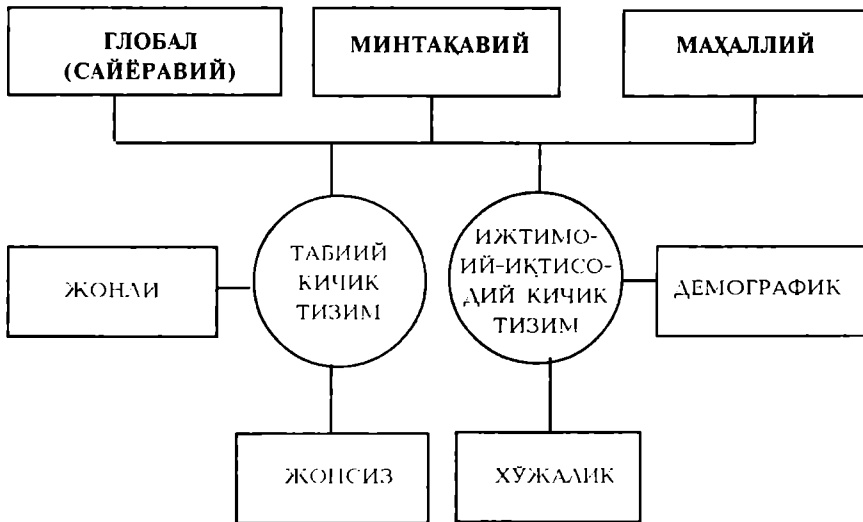 ГЛОБАЛ
(САЙЁРАВИЙ)
МИНТАҚАВИЙ
МАҲАЛЛИЙ
ТАБИИЙ
КИЧИК
ТИЗИМ
ИЖТИМО-
ИЙ-ИҚТИСО-
ДИЙ КИЧИК
ТИЗИМ
ЖОНЛИ
ДЕМОГРАФИК
ЖОНСИЗ
ХЎЖАЛИК